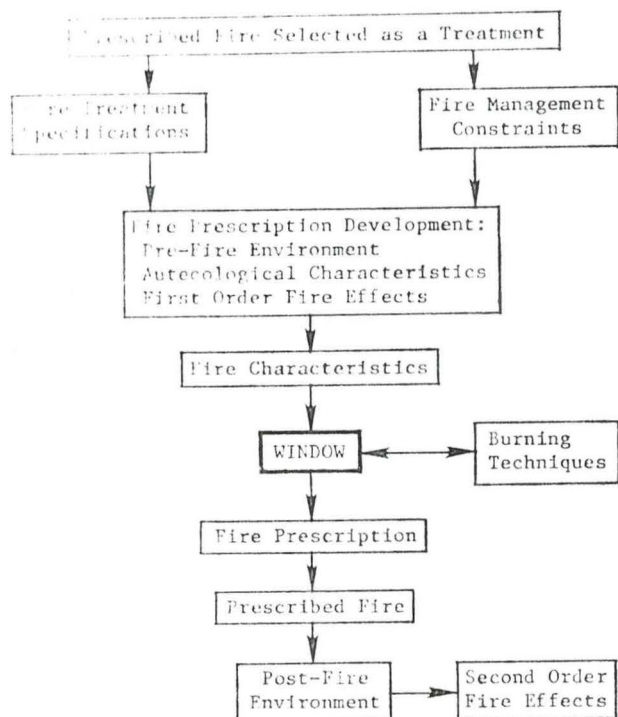 Prescribed Fire Selected as a Treatment
Fire Treatment
Specifications
Fire Management
Constraints
Fire Prescription Development:
Pre-Fire Environment
Autecological Characteristics
First Order Fire Effects
Fire Characteristics
WINDOW
Burning
Techniques
Fire Prescription
Prescribed Fire
Post-Fire
Environment
Second Order
Fire Effects